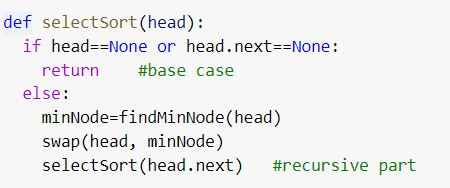 def selectSort(head):
  if head==None or head.next==None:
    return    #base case
  else:
    minNode=findMinNode(head)
    swap(head, minNode)
    selectSort(head.next)   #recursive part